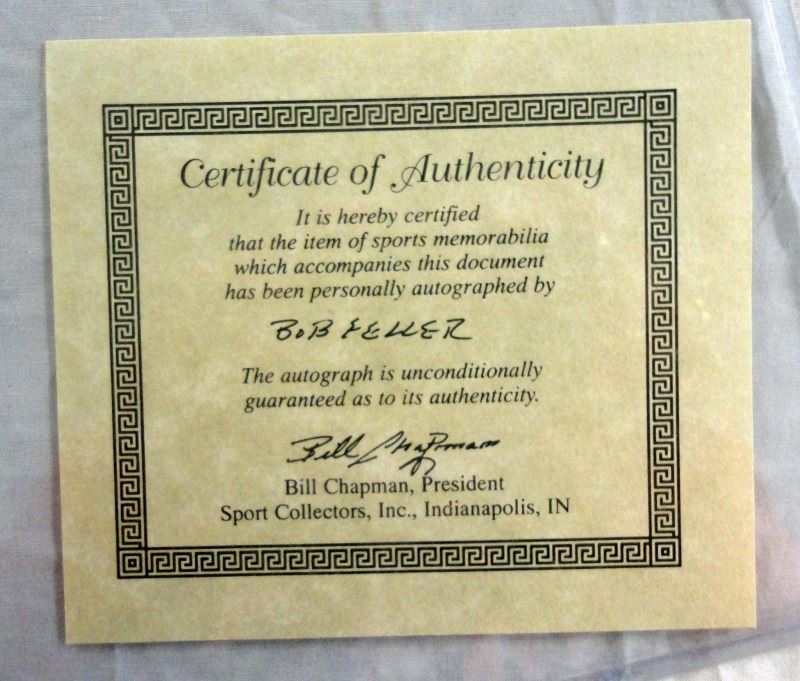 Certificate of Authenticity
It is hereby certified
that the item of sports memorabilia
which accompanies this document
has been personally autographed by
BOB FELLER
The autograph is unconditionally
guaranteed as to its authenticity.
Bill Chapman
Bill Chapman, President
Sport Collectors, Inc., Indianapolis, IN